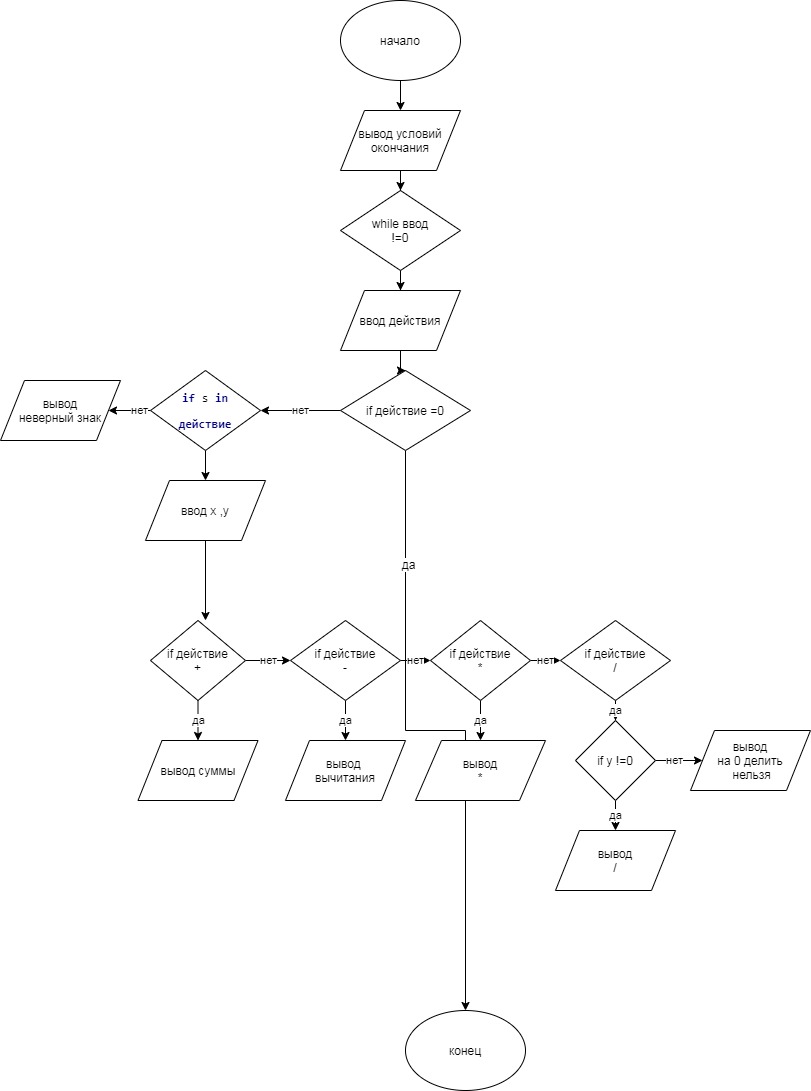 начало
вывод условий
окончания
while ввод
!=0
ввод действия
if действие =0
нет
if s in
действие
нет
вывод
неверный знак
ввод x ,y
да
if действие
+
нет
if действие
-
нет
if действие
*
нет
if действие
/
да
да
да
да
вывод суммы
вывод
вычитания
вывод
*
if y !=0
нет
вывод
на 0 делить
нельзя
да
вывод
/
конец